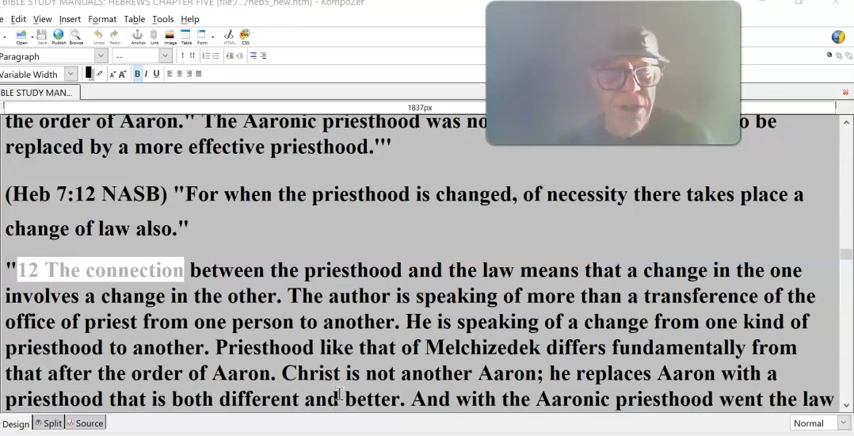 BIBLE STUDY MANUALS: HEBREWS CHAPTER FIVE [file:/.../heb5_new.htm] - KompoZer
Edit View Insert Format Table Tools Help
Open Save Publish Browse Undo Redo Anchor Link Image Table Form HTML CSS
Paragraph --
Variable Width B I U
BLE STUDY MAN...
1837px
the order of Aaron." The Aaronic priesthood was no
o be
replaced by a more effective priesthood.'"
(Heb 7:12 NASB) "For when the priesthood is changed, of necessity there takes place a
change of law also."
"12 The connection between the priesthood and the law means that a change in the one
involves a change in the other. The author is speaking of more than a transference of the
office of priest from one person to another. He is speaking of a change from one kind of
priesthood to another. Priesthood like that of Melchizedek differs fundamentally from
that after the order of Aaron. Christ is not another Aaron; he replaces Aaron with a
priesthood that is both different and better. And with the Aaronic priesthood went the law
Design Split Source
Normal